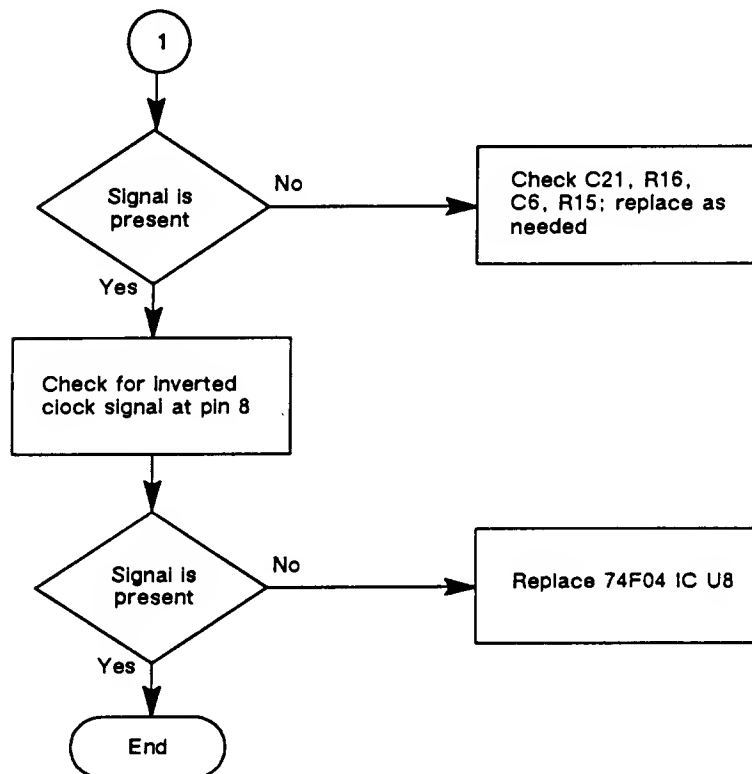 1
Signal is
present
No
Check C21, R16,
C6, R15; replace as
needed
Yes
Check for inverted
clock signal at pin 8
Signal is
present
No
Replace 74F04 IC U8
Yes
End